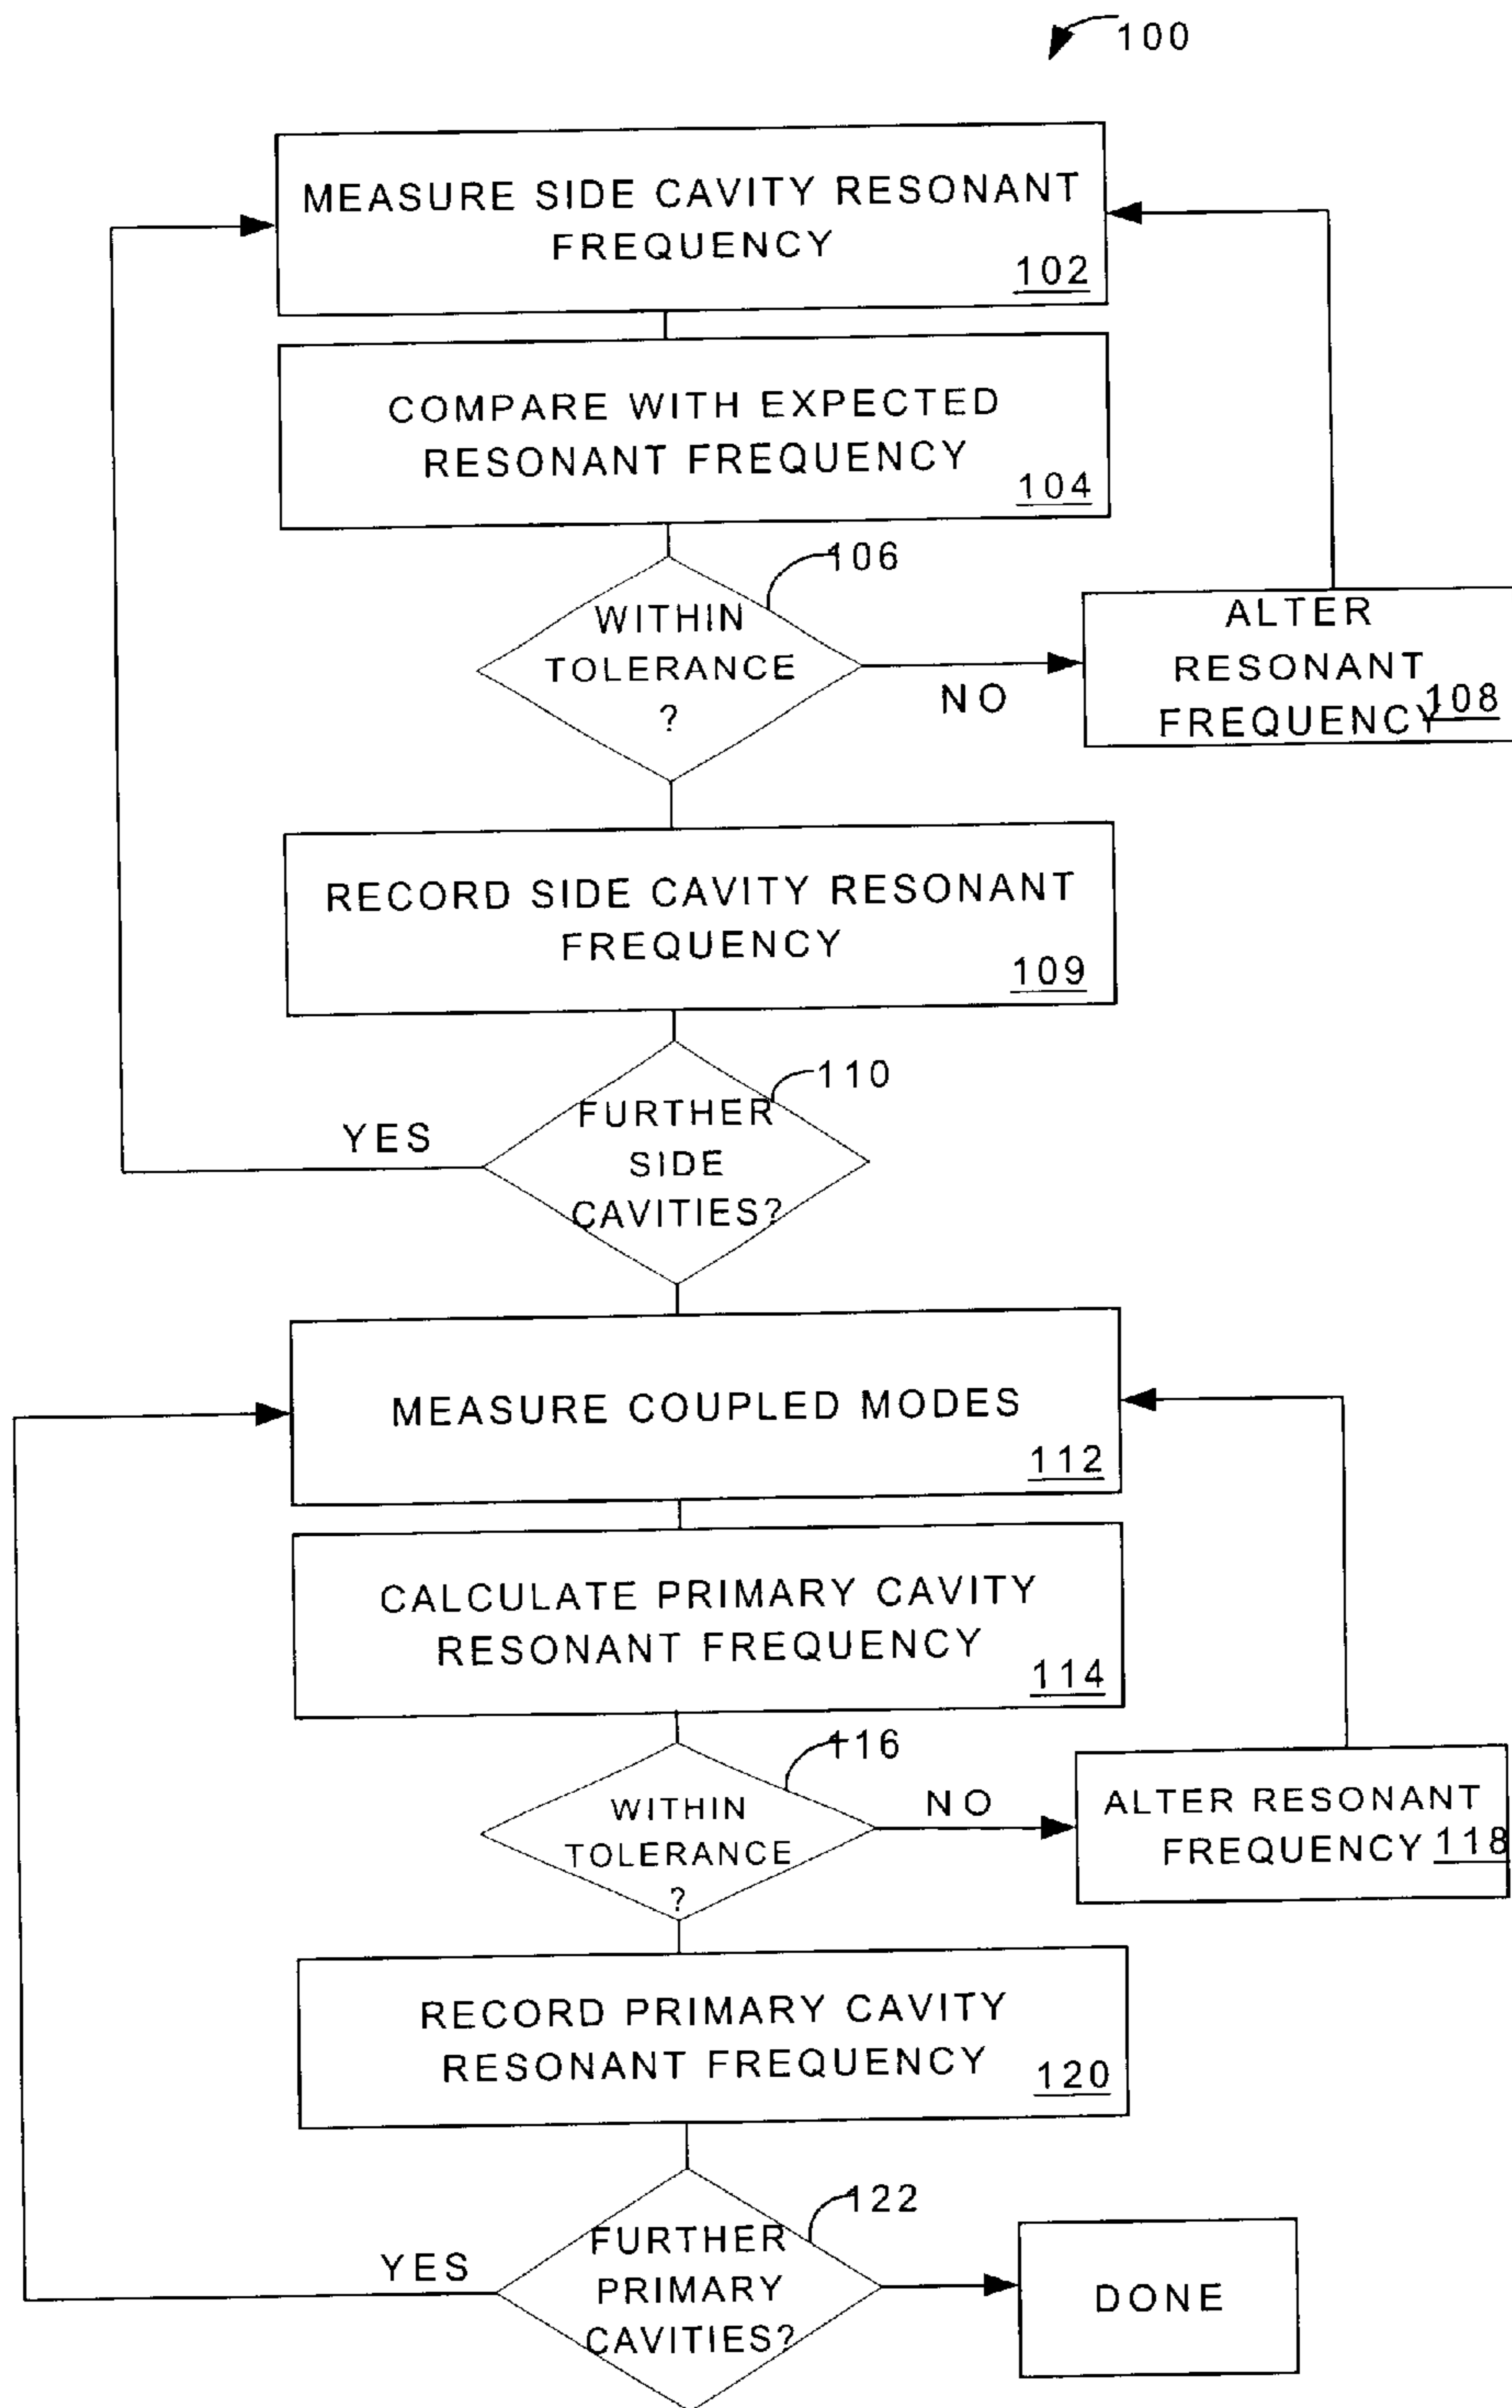 100
MEASURE SIDE CAVITY RESONANT
FREQUENCY
102
COMPARE WITH EXPECTED
RESONANT FREQUENCY
104
106
WITHIN
TOLERANCE
?
NO
ALTER
RESONANT
FREQUENCY
108
RECORD SIDE CAVITY RESONANT
FREQUENCY
109
110
YES
FURTHER
SIDE
CAVITIES?
MEASURE COUPLED MODES
112
CALCULATE PRIMARY CAVITY
RESONANT FREQUENCY
114
116
WITHIN
TOLERANCE
?
NO
ALTER RESONANT
FREQUENCY 118
RECORD PRIMARY CAVITY
RESONANT FREQUENCY
120
122
YES
FURTHER
PRIMARY
CAVITIES?
DONE